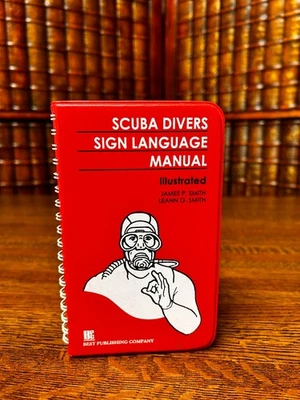 SCUBA DIVERS
SIGN LANGUAGE
MANUAL
Illustrated
JAMES P. SMITH
LEANN G. SMITH
BEST PUBLISHING COMPANY